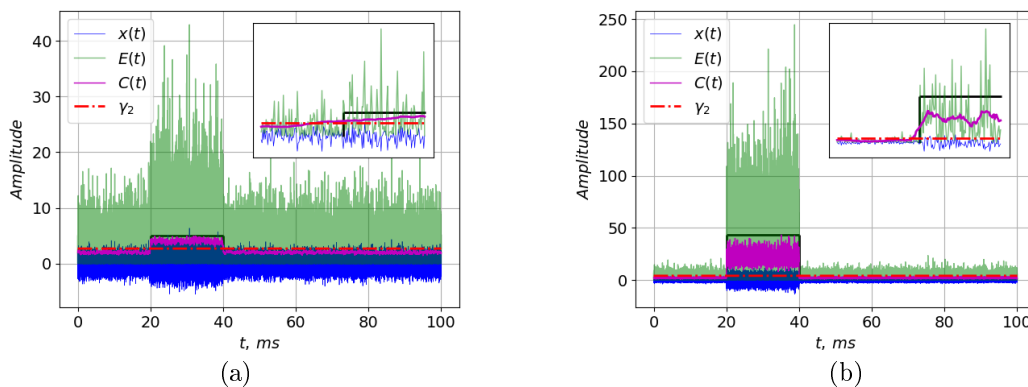 x(t)
E(t)
C(t)
γ₂
40
30
20
10
0
Amplitude
0 20 40 60 80 100
t, ms
(a)
x(t)
E(t)
C(t)
γ₂
250
200
150
100
50
0
Amplitude
0 20 40 60 80 100
t, ms
(b)